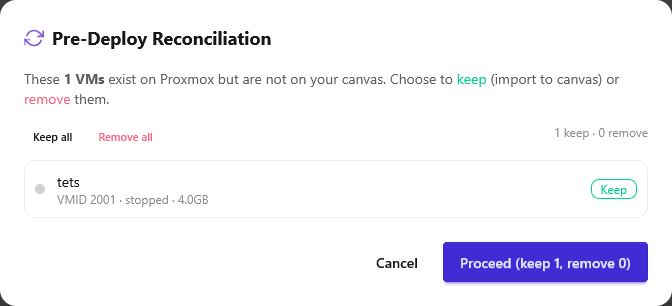 Pre-Deploy Reconciliation
These 1 VMs exist on Proxmox but are not on your canvas. Choose to keep (import to canvas) or
remove them.
Keep all Remove all 1 keep · 0 remove
tets
VMID 2001 · stopped · 4.0GB
Keep
Cancel Proceed (keep 1, remove 0)